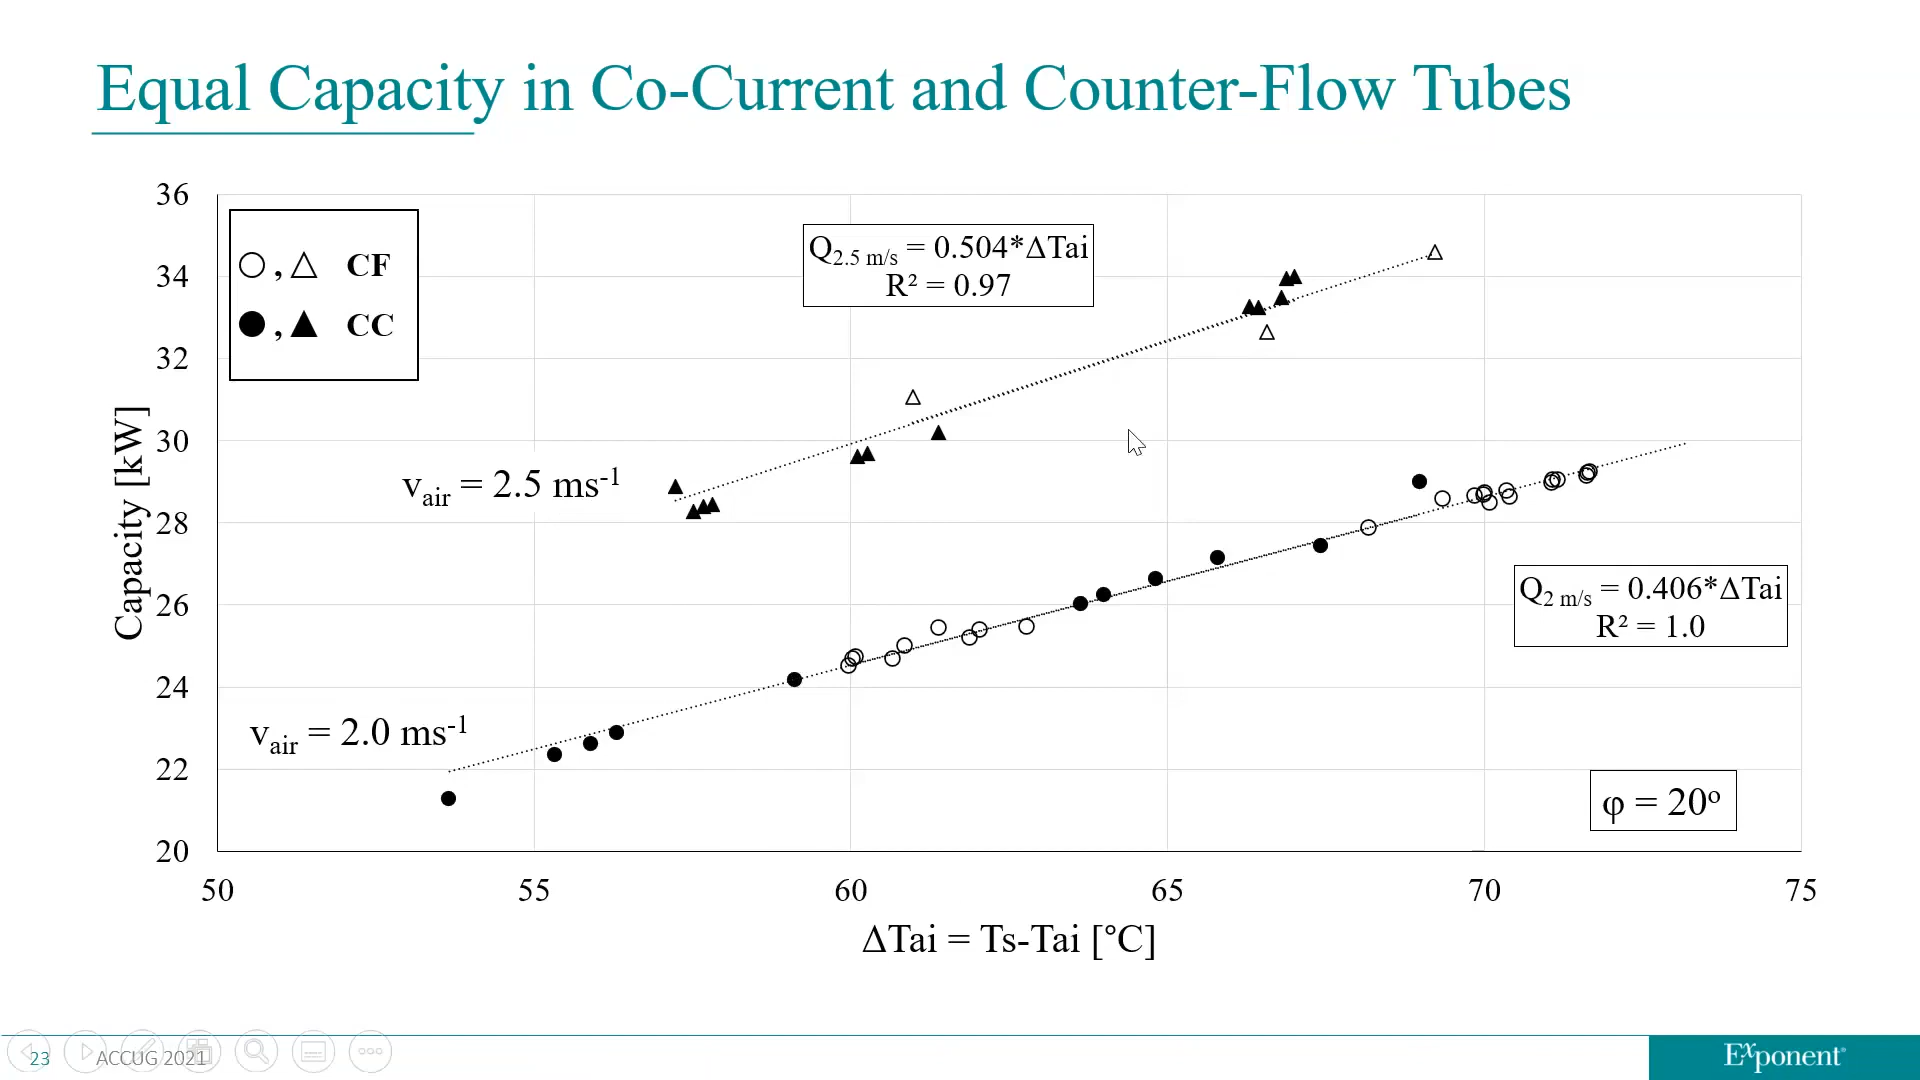 Equal Capacity in Co-Current and Counter-Flow Tubes
36
34
32
30
28
26
24
22
20
Capacity [kW]
○ , △ CF
● , ▲ CC
Q2.5 m/s = 0.504*ΔTai
R² = 0.97
vair = 2.5 ms-1
Q2 m/s = 0.406*ΔTai
R² = 1.0
vair = 2.0 ms-1
φ = 20º
50 55 60 65 70 75
ΔTai = Ts-Tai [°C]
23 ACCUG 2021
Exponent®